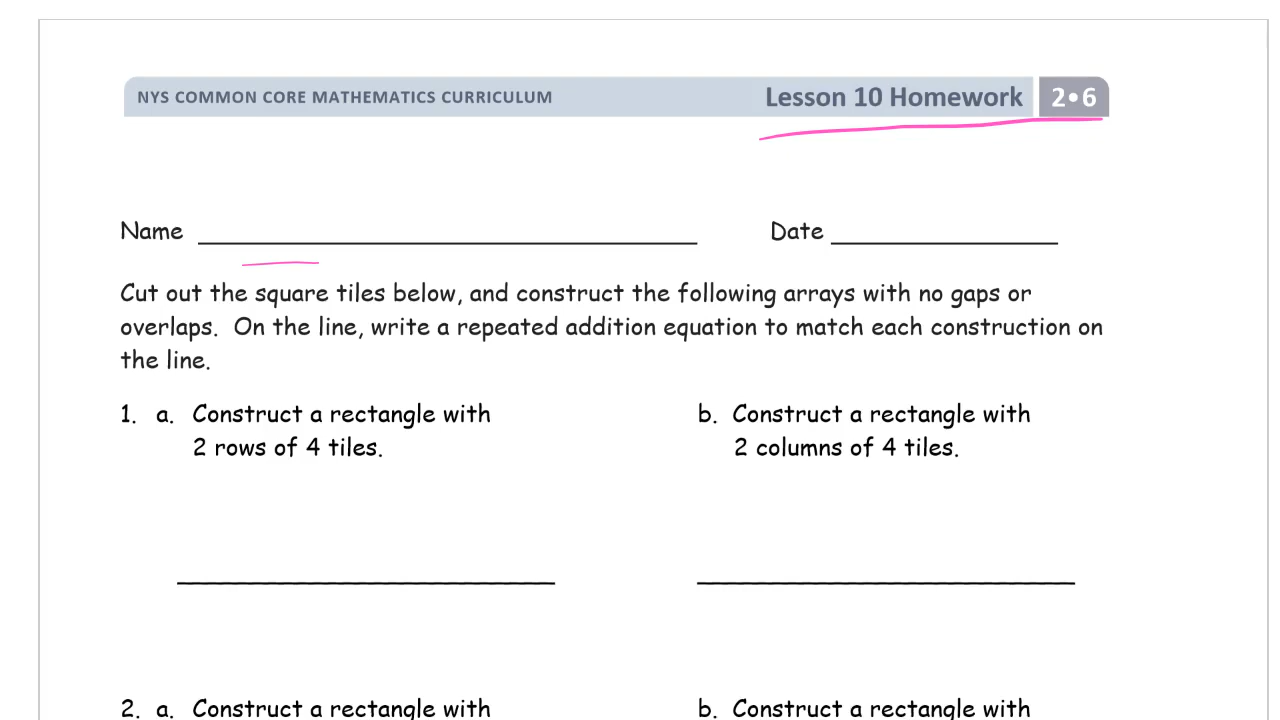 NYS COMMON CORE MATHEMATICS CURRICULUM Lesson 10 Homework 2•6
Name Date
Cut out the square tiles below, and construct the following arrays with no gaps or
overlaps. On the line, write a repeated addition equation to match each construction on
the line.
1. a. Construct a rectangle with b. Construct a rectangle with
2 rows of 4 tiles. 2 columns of 4 tiles.
2. a. Construct a rectangle with b. Construct a rectangle with